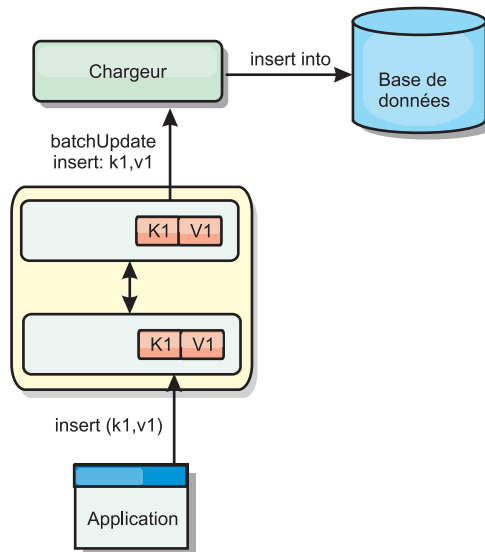 Chargeur
insert into
Base de
données
batchUpdate
insert: k1,v1
K1 V1
K1 V1
insert (k1,v1)
Application